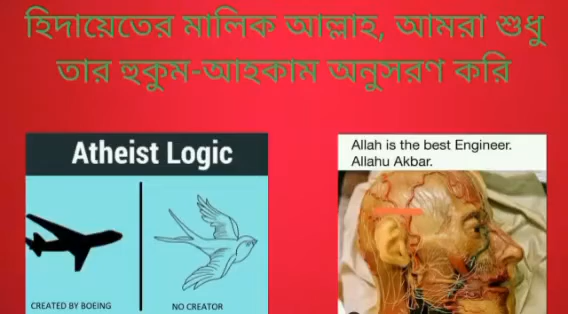 হিদায়েতের মালিক আল্লাহ, আমরা শুধু
তার হুকুম-আহকাম অনুসরণ করি
Atheist Logic
CREATED BY BOEING
NO CREATOR
Allah is the best Engineer.
Allahu Akbar.